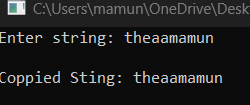 C:\Users\mamun\OneDrive\Desk
Enter string: theaamamun
Coppied Sting: theaamamun